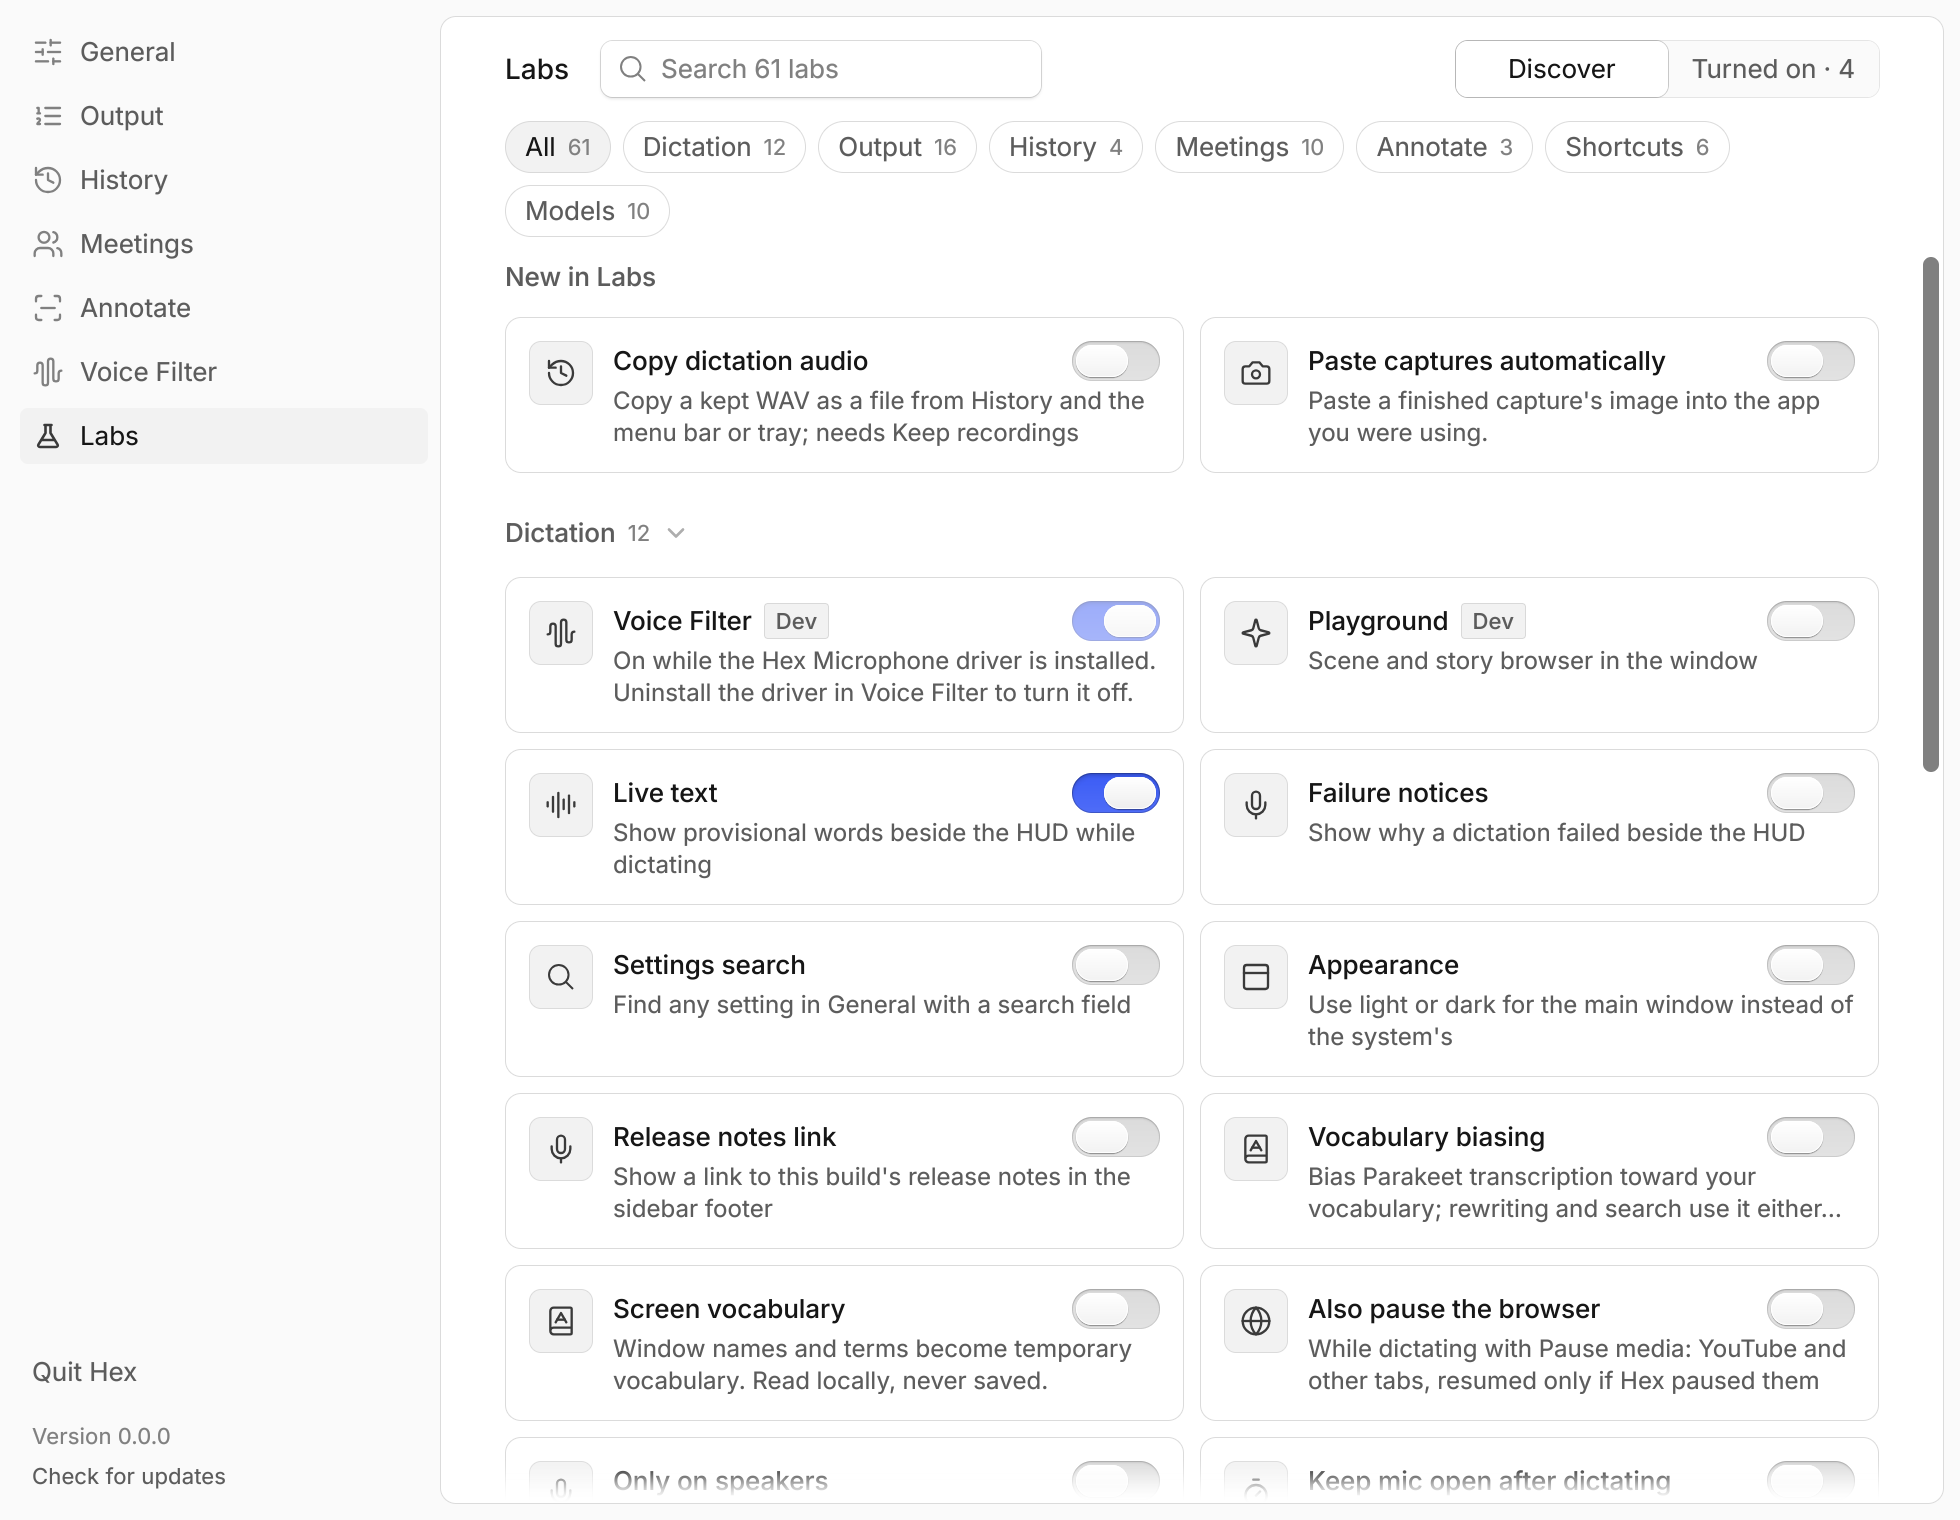 General
Output
History
Meetings
Annotate
Voice Filter
Labs
Quit Hex
Version 0.0.0
Check for updates
Labs
Search 61 labs
Discover
Turned on · 4
All 61
Dictation 12
Output 16
History 4
Meetings 10
Annotate 3
Shortcuts 6
Models 10
New in Labs
Copy dictation audio
Copy a kept WAV as a file from History and the
menu bar or tray; needs Keep recordings
Paste captures automatically
Paste a finished capture's image into the app
you were using.
Dictation 12
Voice Filter Dev
On while the Hex Microphone driver is installed.
Uninstall the driver in Voice Filter to turn it off.
Playground Dev
Scene and story browser in the window
Live text
Show provisional words beside the HUD while
dictating
Failure notices
Show why a dictation failed beside the HUD
Settings search
Find any setting in General with a search field
Appearance
Use light or dark for the main window instead of
the system's
Release notes link
Show a link to this build's release notes in the
sidebar footer
Vocabulary biasing
Bias Parakeet transcription toward your
vocabulary; rewriting and search use it either...
Screen vocabulary
Window names and terms become temporary
vocabulary. Read locally, never saved.
Also pause the browser
While dictating with Pause media: YouTube and
other tabs, resumed only if Hex paused them
Only on speakers
Keep mic open after dictating